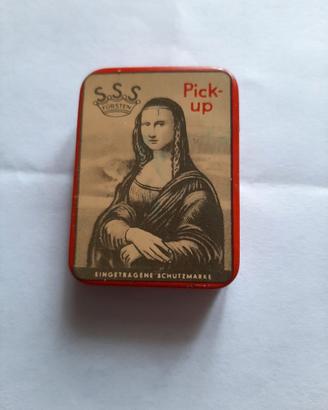 S.S.S
FÜRSTEN
Pick-
up
EINGETRAGENE SCHUTZMARKE